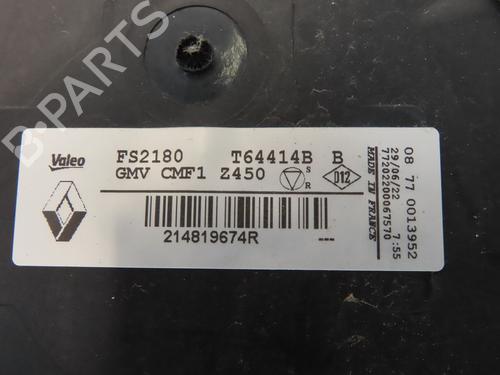 B-PARTS
Valeo FS2180 T64414B B
GMV CMF1 Z450 S R D12
214819674R ---
08 77 0013952
29/06/22 7:55
77202200067570
MADE IN FRANCE